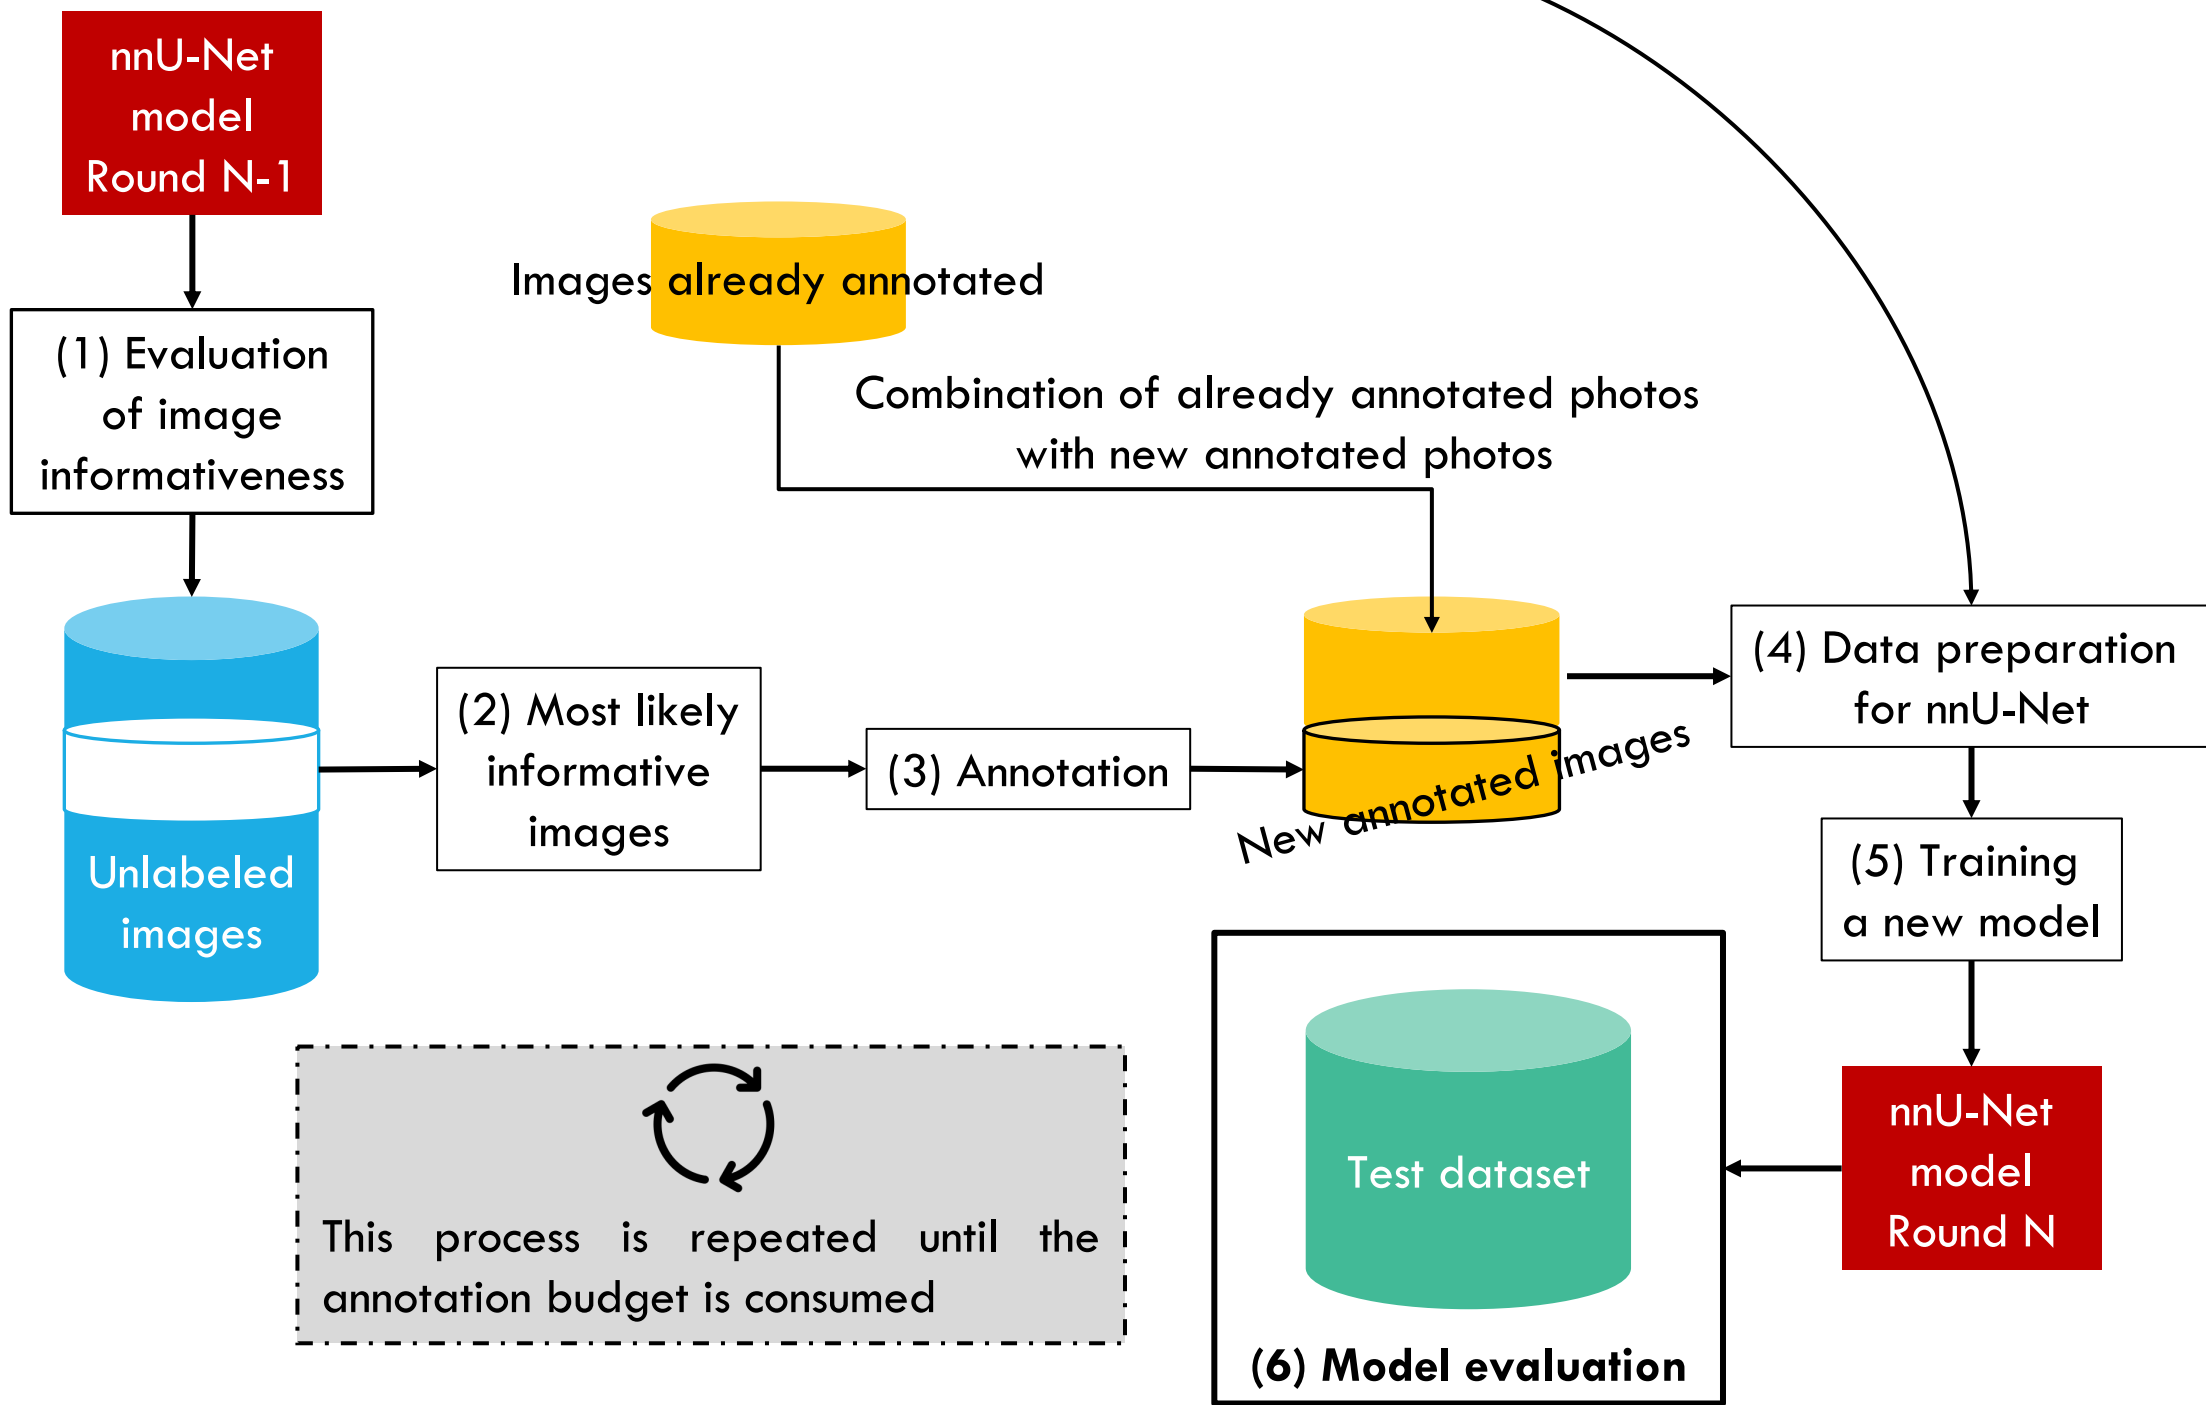 nnU-Net
model
Round N-1
(1) Evaluation
of image
informativeness
Images already annotated
Combination of already annotated photos
with new annotated photos
Unlabeled
images
(2) Most likely
informative
images
(3) Annotation
New annotated images
(4) Data preparation
for nnU-Net
(5) Training
a new model
nnU-Net
model
Round N
Test dataset
(6) Model evaluation
This process is repeated until the
annotation budget is consumed